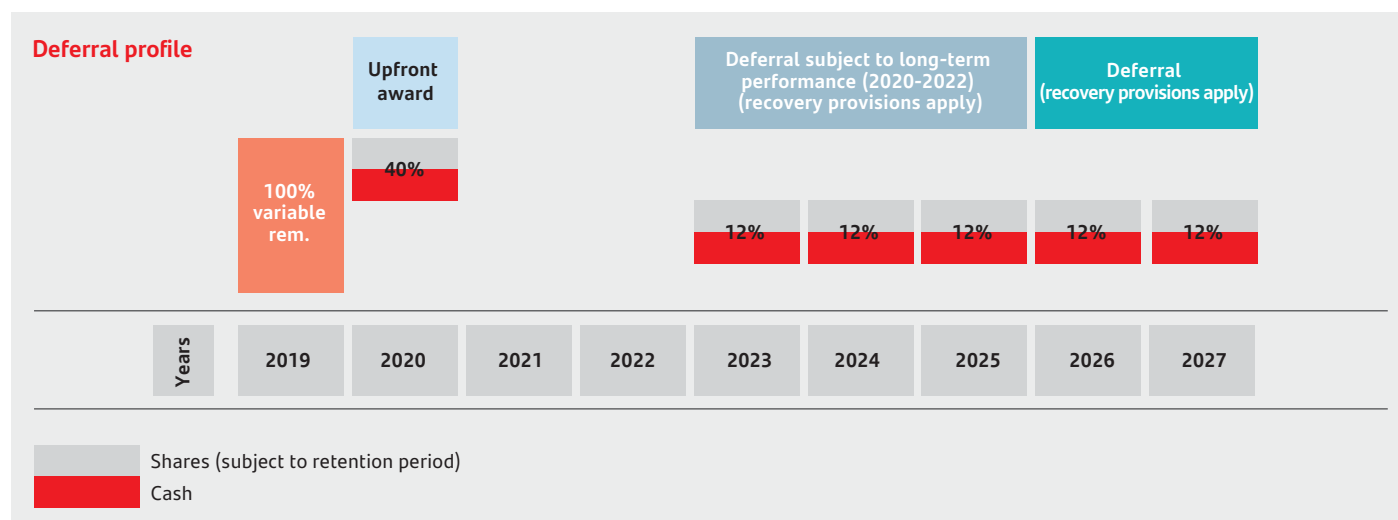 Deferral profile
Upfront
award
Deferral subject to long-term
performance (2020-2022)
(recovery provisions apply)
Deferral
(recovery provisions apply)
100%
variable
rem.
40%
12%
12%
12%
12%
12%
Years
2019
2020
2021
2022
2023
2024
2025
2026
2027
Shares (subject to retention period)
Cash